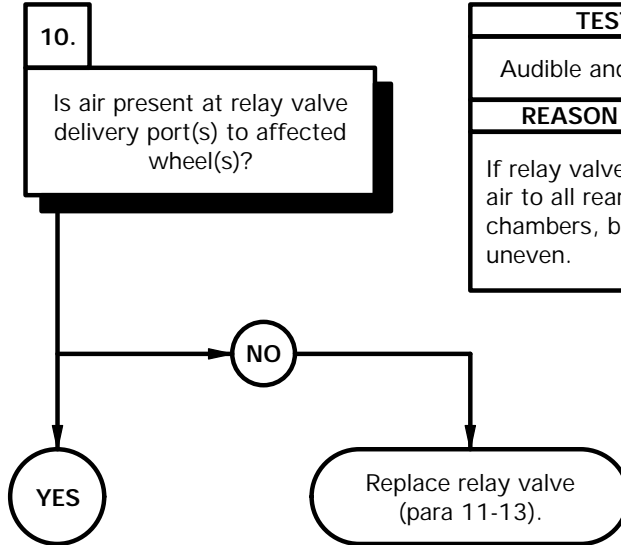 10.
Is air present at relay valve
delivery port(s) to affected
wheel(s)?
NO
YES
Replace relay valve
(para 11-13).
Audible and
REASON
If relay valve
air to all rear
chambers,
uneven.